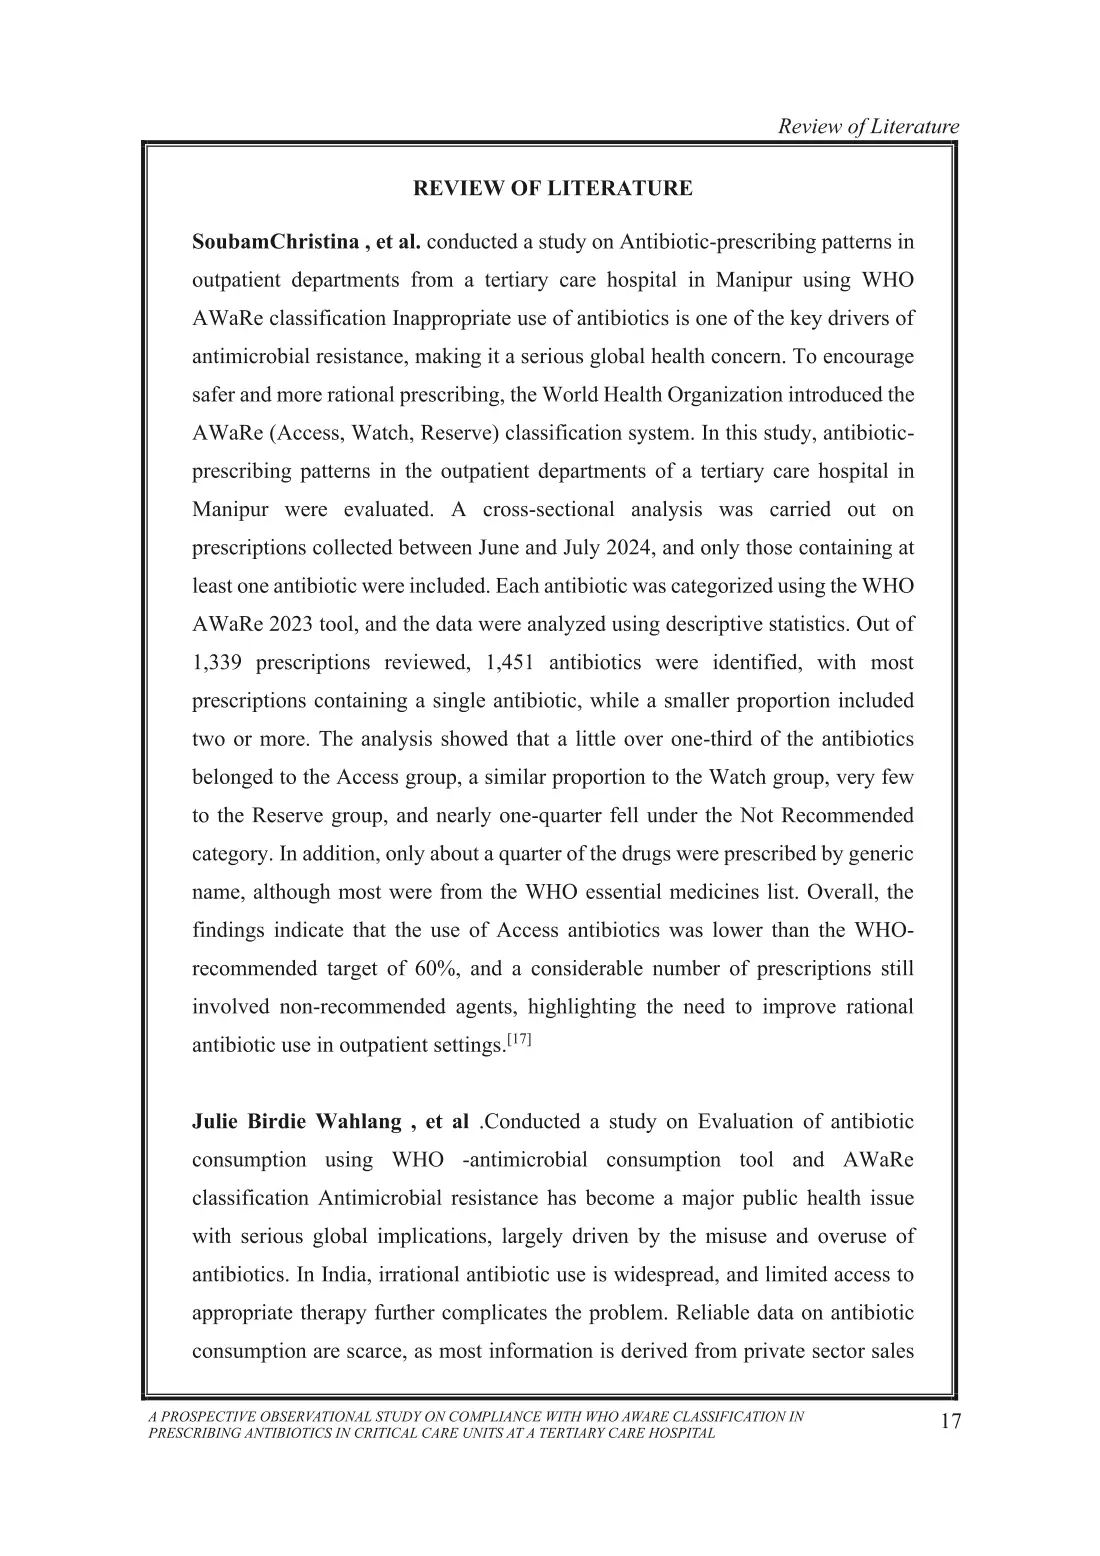 Review of Literature
REVIEW OF LITERATURE
SoubamChristina , et al. conducted a study on Antibiotic-prescribing patterns in
outpatient departments from a tertiary care hospital in Manipur using WHO
AWaRe classification Inappropriate use of antibiotics is one of the key drivers of
antimicrobial resistance, making it a serious global health concern. To encourage
safer and more rational prescribing, the World Health Organization introduced the
AWaRe (Access, Watch, Reserve) classification system. In this study, antibiotic-
prescribing patterns in the outpatient departments of a tertiary care hospital in
Manipur were evaluated. A cross-sectional analysis was carried out on
prescriptions collected between June and July 2024, and only those containing at
least one antibiotic were included. Each antibiotic was categorized using the WHO
AWaRe 2023 tool, and the data were analyzed using descriptive statistics. Out of
1,339 prescriptions reviewed, 1,451 antibiotics were identified, with most
prescriptions containing a single antibiotic, while a smaller proportion included
two or more. The analysis showed that a little over one-third of the antibiotics
belonged to the Access group, a similar proportion to the Watch group, very few
to the Reserve group, and nearly one-quarter fell under the Not Recommended
category. In addition, only about a quarter of the drugs were prescribed by generic
name, although most were from the WHO essential medicines list. Overall, the
findings indicate that the use of Access antibiotics was lower than the WHO-
recommended target of 60%, and a considerable number of prescriptions still
involved non-recommended agents, highlighting the need to improve rational
antibiotic use in outpatient settings.[17]
Julie Birdie Wahlang , et al .Conducted a study on Evaluation of antibiotic
consumption using WHO -antimicrobial consumption tool and AWaRe
classification Antimicrobial resistance has become a major public health issue
with serious global implications, largely driven by the misuse and overuse of
antibiotics. In India, irrational antibiotic use is widespread, and limited access to
appropriate therapy further complicates the problem. Reliable data on antibiotic
consumption are scarce, as most information is derived from private sector sales
A PROSPECTIVE OBSERVATIONAL STUDY ON COMPLIANCE WITH WHO AWARE CLASSIFICATION IN
PRESCRIBING ANTIBIOTICS IN CRITICAL CARE UNITS AT A TERTIARY CARE HOSPITAL
17